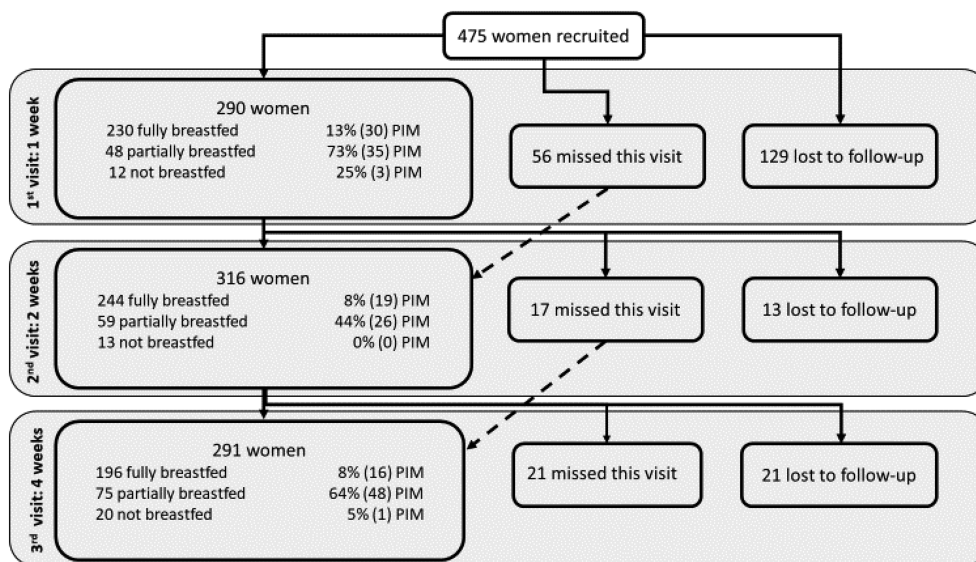 475 women recruited
1st visit: 1 week
290 women
230 fully breastfed 13% (30) PIM
48 partially breastfed 73% (35) PIM
12 not breastfed 25% (3) PIM
56 missed this visit
129 lost to follow-up
2nd visit: 2 weeks
316 women
244 fully breastfed 8% (19) PIM
59 partially breastfed 44% (26) PIM
13 not breastfed 0% (0) PIM
17 missed this visit
13 lost to follow-up
3rd visit: 4 weeks
291 women
196 fully breastfed 8% (16) PIM
75 partially breastfed 64% (48) PIM
20 not breastfed 5% (1) PIM
21 missed this visit
21 lost to follow-up